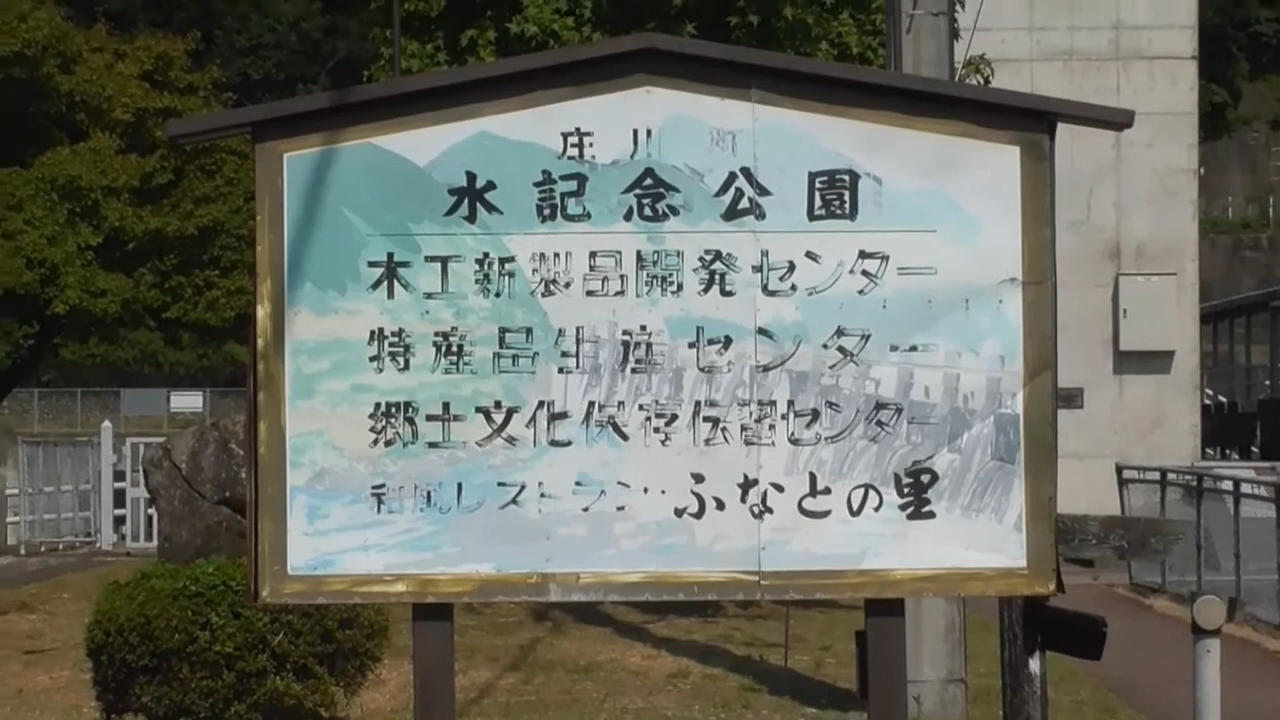 庄川町
水記念公園
木工新製品開発センター
特産品生産センター
郷土文化保存伝習センター
和風レストラン‥ふなとの里